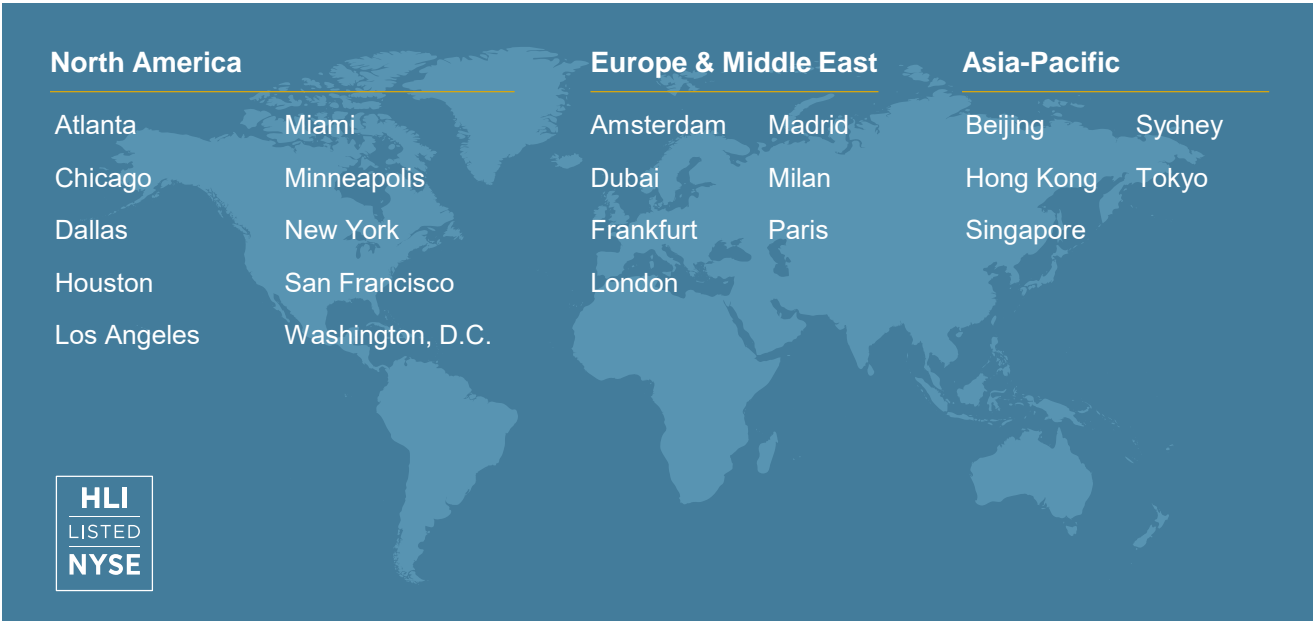 North America
Atlanta
Chicago
Dallas
Houston
Los Angeles
Miami
Minneapolis
New York
San Francisco
Washington, D.C.
Europe & Middle East
Amsterdam
Dubai
Frankfurt
London
Madrid
Milan
Paris
Asia-Pacific
Beijing
Hong Kong
Singapore
Sydney
Tokyo
HLI
LISTED
NYSE